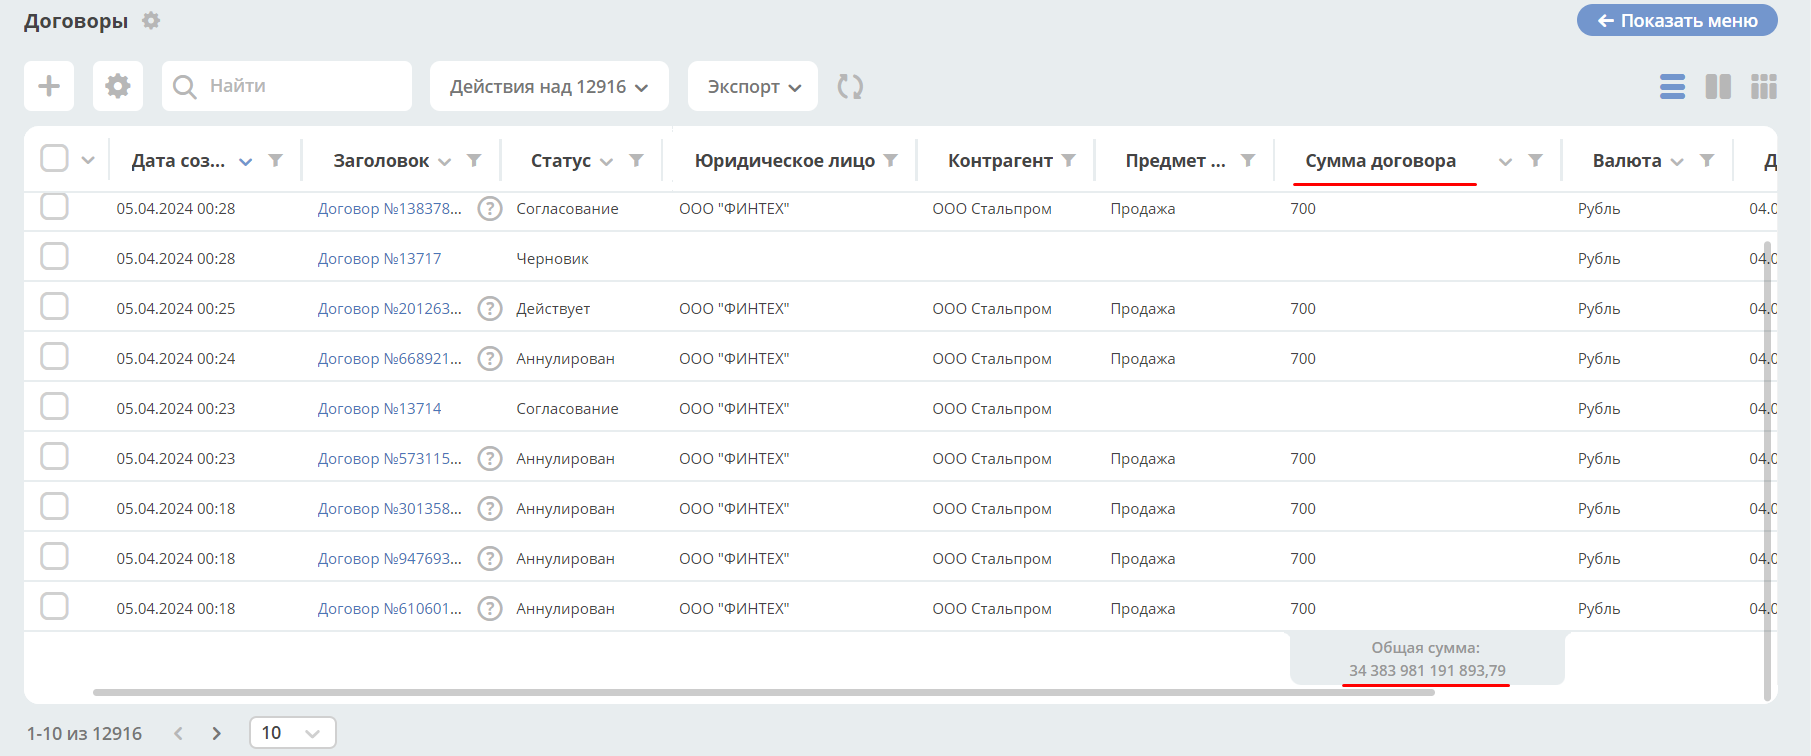 Договоры
Показать меню
Найти
Действия над 12916
Экспорт
Дата соз... Заголовок Статус Юридическое лицо Контрагент Предмет ... Сумма договора Валюта Д
05.04.2024 00:28 Договор №138378... ? Согласование ООО "ФИНТЕХ" ООО Стальпром Продажа 700 Рубль 04.0
05.04.2024 00:28 Договор №13717 Черновик Рубль 04.0
05.04.2024 00:25 Договор №201263... ? Действует ООО "ФИНТЕХ" ООО Стальпром Продажа 700 Рубль 04.0
05.04.2024 00:24 Договор №668921... ? Аннулирован ООО "ФИНТЕХ" ООО Стальпром Продажа 700 Рубль 04.0
05.04.2024 00:23 Договор №13714 Согласование ООО "ФИНТЕХ" ООО Стальпром Рубль 04.0
05.04.2024 00:23 Договор №573115... ? Аннулирован ООО "ФИНТЕХ" ООО Стальпром Продажа 700 Рубль 04.0
05.04.2024 00:18 Договор №301358... ? Аннулирован ООО "ФИНТЕХ" ООО Стальпром Продажа 700 Рубль 04.0
05.04.2024 00:18 Договор №947693... ? Аннулирован ООО "ФИНТЕХ" ООО Стальпром Продажа 700 Рубль 04.0
05.04.2024 00:18 Договор №610601... ? Аннулирован ООО "ФИНТЕХ" ООО Стальпром Продажа 700 Рубль 04.0
Общая сумма:
34 383 981 191 893,79
1-10 из 12916 10